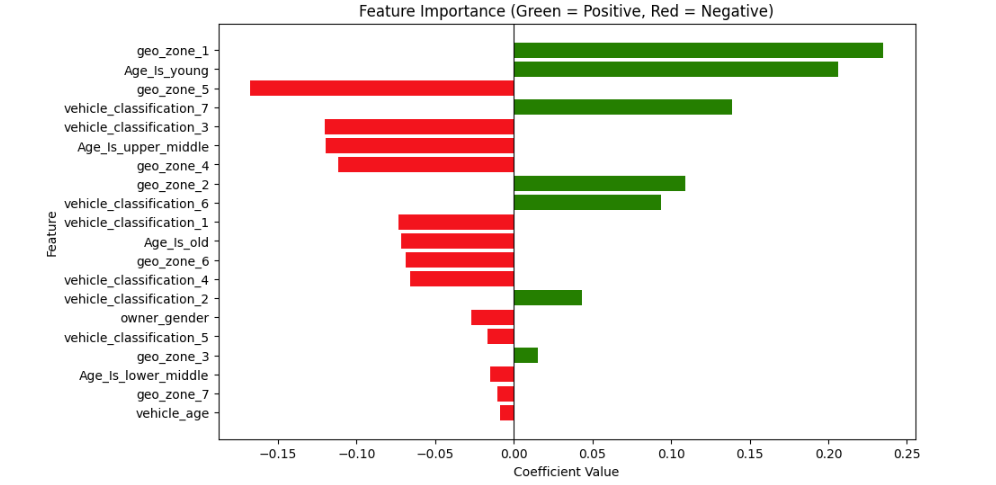 Feature Importance (Green = Positive, Red = Negative)
geo_zone_1
Age_Is_young
geo_zone_5
vehicle_classification_7
vehicle_classification_3
Age_Is_upper_middle
geo_zone_4
geo_zone_2
vehicle_classification_6
vehicle_classification_1
Age_Is_old
geo_zone_6
vehicle_classification_4
vehicle_classification_2
owner_gender
vehicle_classification_5
geo_zone_3
Age_Is_lower_middle
geo_zone_7
vehicle_age
Feature
−0.15 −0.10 −0.05 0.00 0.05 0.10 0.15 0.20 0.25
Coefficient Value